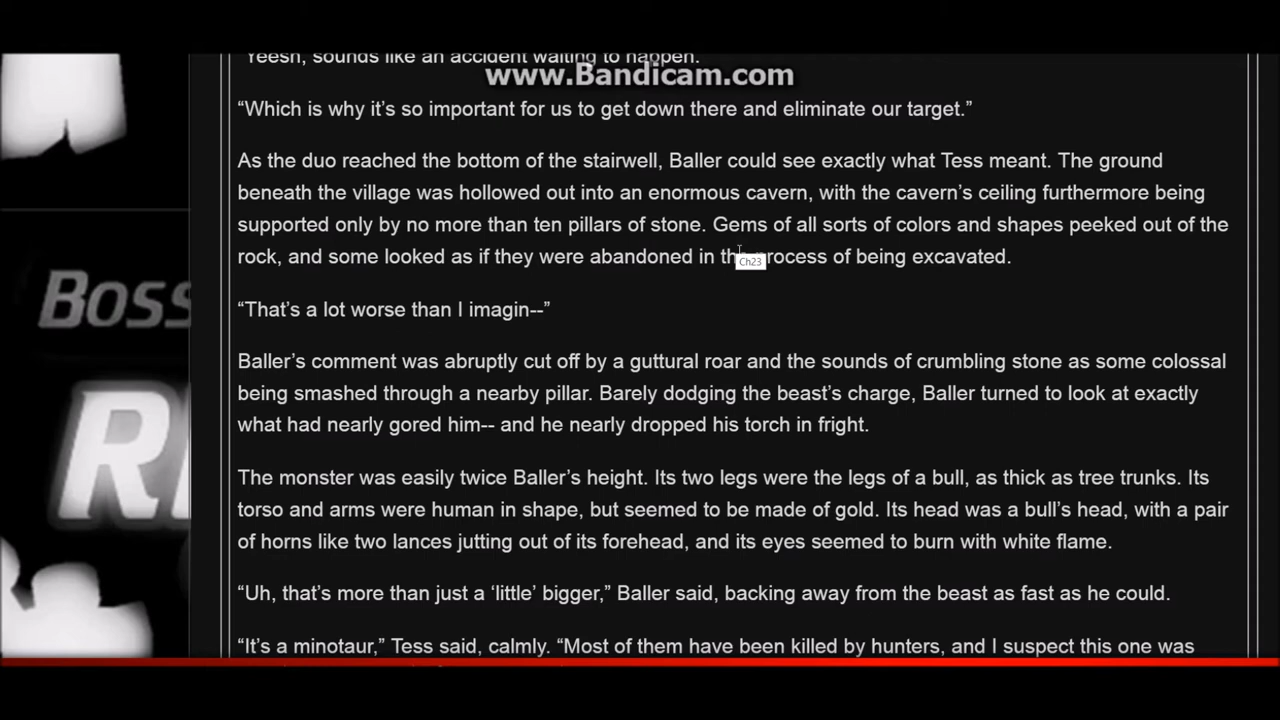 “Yeesh, sounds like an accident waiting to happen.”
www.Bandicam.com
“Which is why it’s so important for us to get down there and eliminate our target.”
As the duo reached the bottom of the stairwell, Baller could see exactly what Tess meant. The ground
beneath the village was hollowed out into an enormous cavern, with the cavern’s ceiling furthermore being
supported only by no more than ten pillars of stone. Gems of all sorts of colors and shapes peeked out of the
rock, and some looked as if they were abandoned in the process of being excavated.
Ch23
“That’s a lot worse than I imagin--”
Boss
Baller’s comment was abruptly cut off by a guttural roar and the sounds of crumbling stone as some colossal
being smashed through a nearby pillar. Barely dodging the beast’s charge, Baller turned to look at exactly
what had nearly gored him-- and he nearly dropped his torch in fright.
The monster was easily twice Baller’s height. Its two legs were the legs of a bull, as thick as tree trunks. Its
torso and arms were human in shape, but seemed to be made of gold. Its head was a bull’s head, with a pair
of horns like two lances jutting out of its forehead, and its eyes seemed to burn with white flame.
“Uh, that’s more than just a ‘little’ bigger,” Baller said, backing away from the beast as fast as he could.
“It’s a minotaur,” Tess said, calmly. “Most of them have been killed by hunters, and I suspect this one was